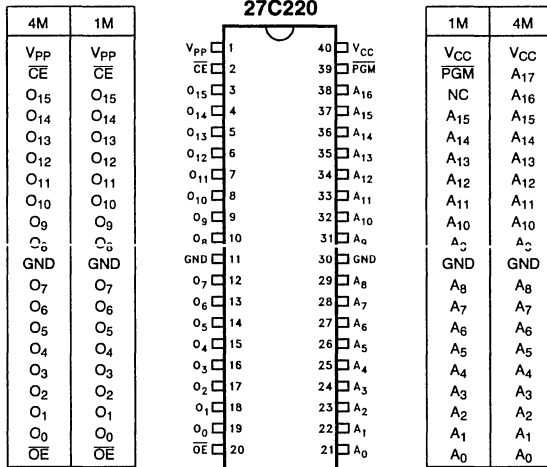 27C220
4M 1M 1M 4M
VPP VPP VPP 1 40 VCC VCC VCC
CE CE CE 2 39 PGM PGM A17
O15 O15 O15 3 38 A16 NC A16
O14 O14 O14 4 37 A15 A15 A15
O13 O13 O13 5 36 A14 A14 A14
O12 O12 O12 6 35 A13 A13 A13
O11 O11 O11 7 34 A12 A12 A12
O10 O10 O10 8 33 A11 A11 A11
O9 O9 O9 9 32 A10 A10 A10
O8 10 31 A9
GND GND GND 11 30 GND GND GND
O7 O7 O7 12 29 A8 A8 A8
O6 O6 O6 13 28 A7 A7 A7
O5 O5 O5 14 27 A6 A6 A6
O4 O4 O4 15 26 A5 A5 A5
O3 O3 O3 16 25 A4 A4 A4
O2 O2 O2 17 24 A3 A3 A3
O1 O1 O1 18 23 A2 A2 A2
O0 O0 O0 19 22 A1 A1 A1
OE OE OE 20 21 A0 A0 A0